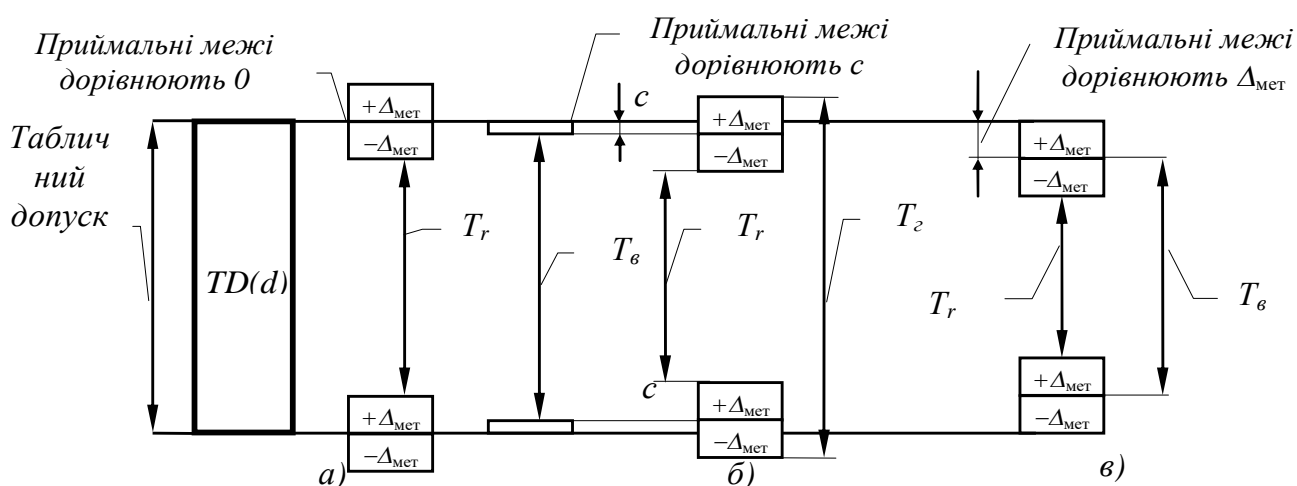 Приймальні межі
дорівнюють 0
Приймальні межі
дорівнюють c
Приймальні межі
дорівнюють Δмет
c
Таблич
ний
допуск
TD(d)
+Δмет
−Δмет
+Δмет
−Δмет
+Δмет
−Δмет
Tr
Tв
Tr
Tг
Tr
Tв
c
+Δмет
−Δмет
+Δмет
−Δмет
+Δмет
−Δмет
а)
б)
в)